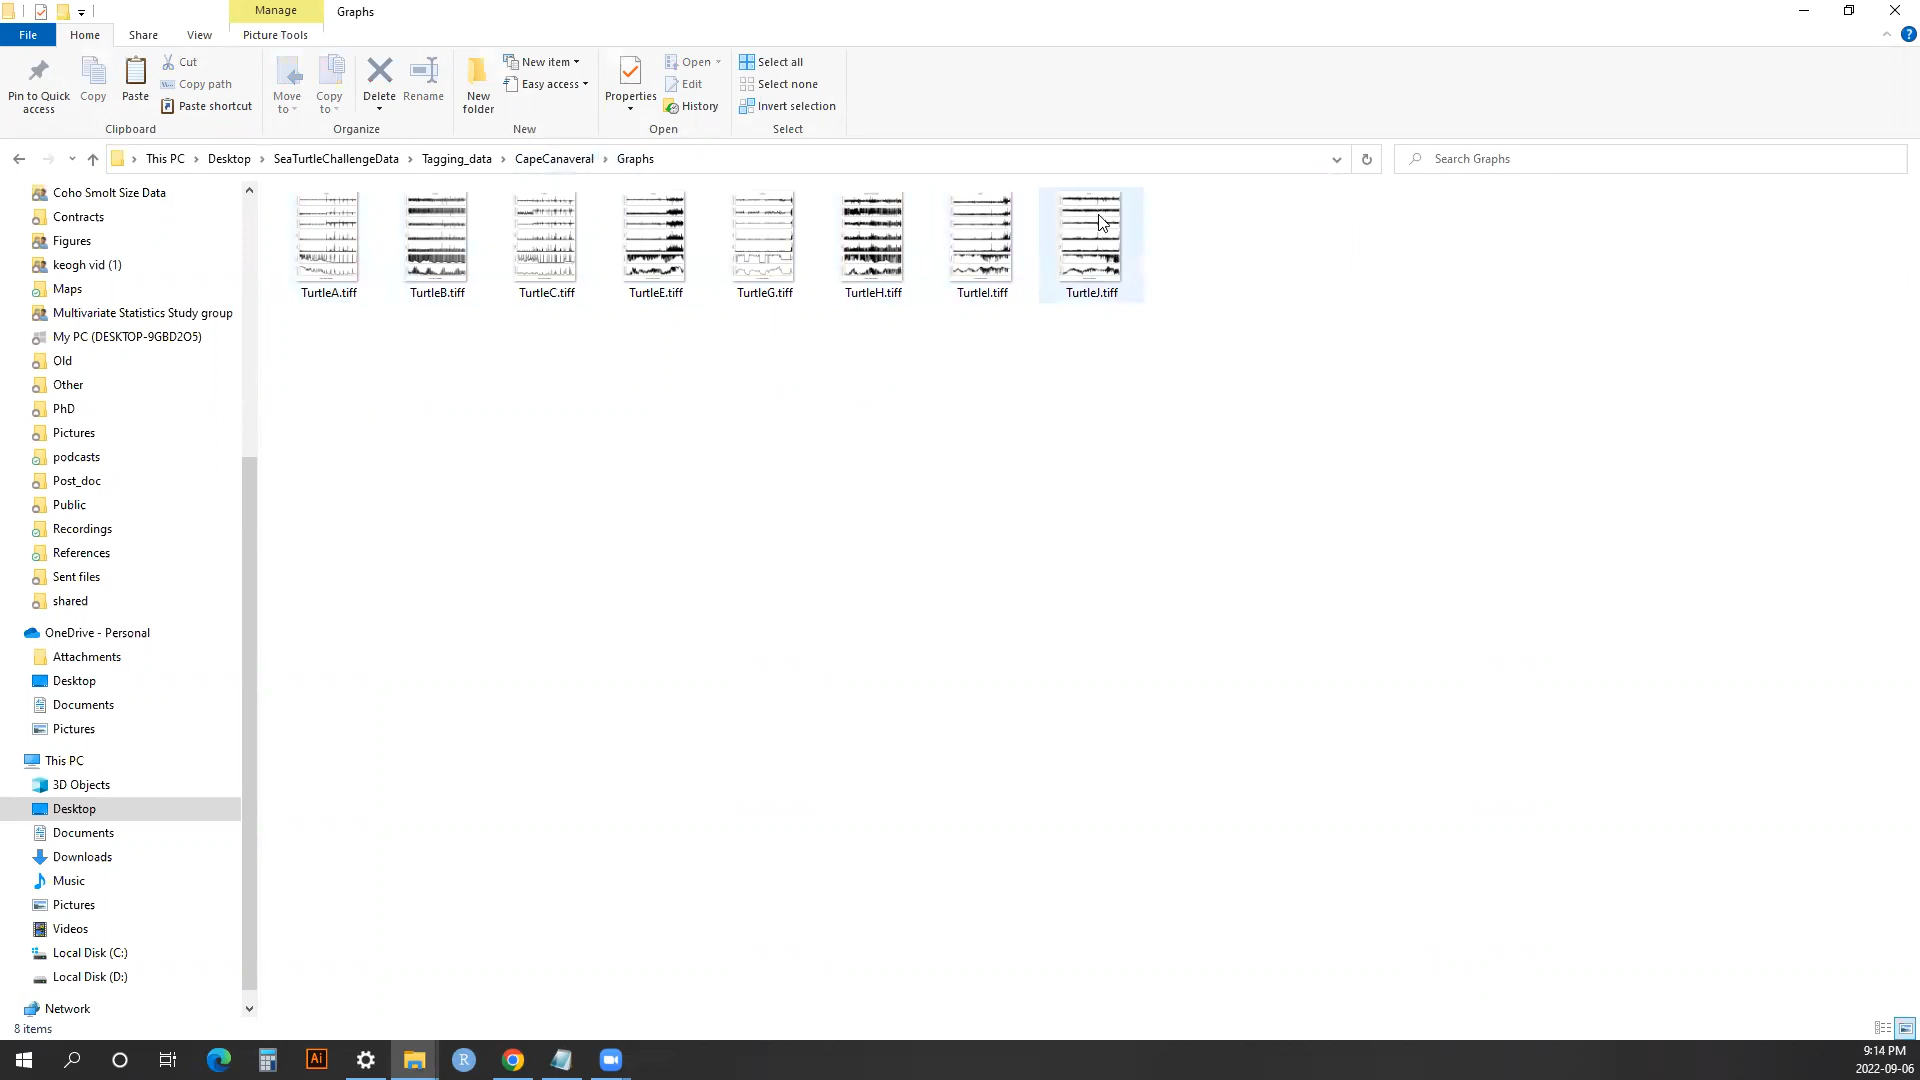 Manage
Graphs
File
Home
Share
View
Picture Tools
Pin to Quick access
Copy
Paste
Cut
Copy path
Paste shortcut
Clipboard
Move to
Copy to
Delete
Rename
Organize
New folder
New item
Easy access
New
Properties
Open
Edit
History
Open
Select all
Select none
Invert selection
Select
This PC
Desktop
SeaTurtleChallengeData
Tagging_data
CapeCanaveral
Graphs
Search Graphs
Coho Smolt Size Data
Contracts
Figures
keogh vid (1)
Maps
Multivariate Statistics Study group
My PC (DESKTOP-9GBD2O5)
Old
Other
PhD
Pictures
podcasts
Post_doc
Public
Recordings
References
Sent files
shared
OneDrive - Personal
Attachments
Desktop
Documents
Pictures
This PC
3D Objects
Desktop
Documents
Downloads
Music
Pictures
Videos
Local Disk (C:)
Local Disk (D:)
Network
TurtleA.tiff
TurtleB.tiff
TurtleC.tiff
TurtleE.tiff
TurtleG.tiff
TurtleH.tiff
TurtleI.tiff
TurtleJ.tiff
8 items
Ai
R
9:14 PM
2022-09-06